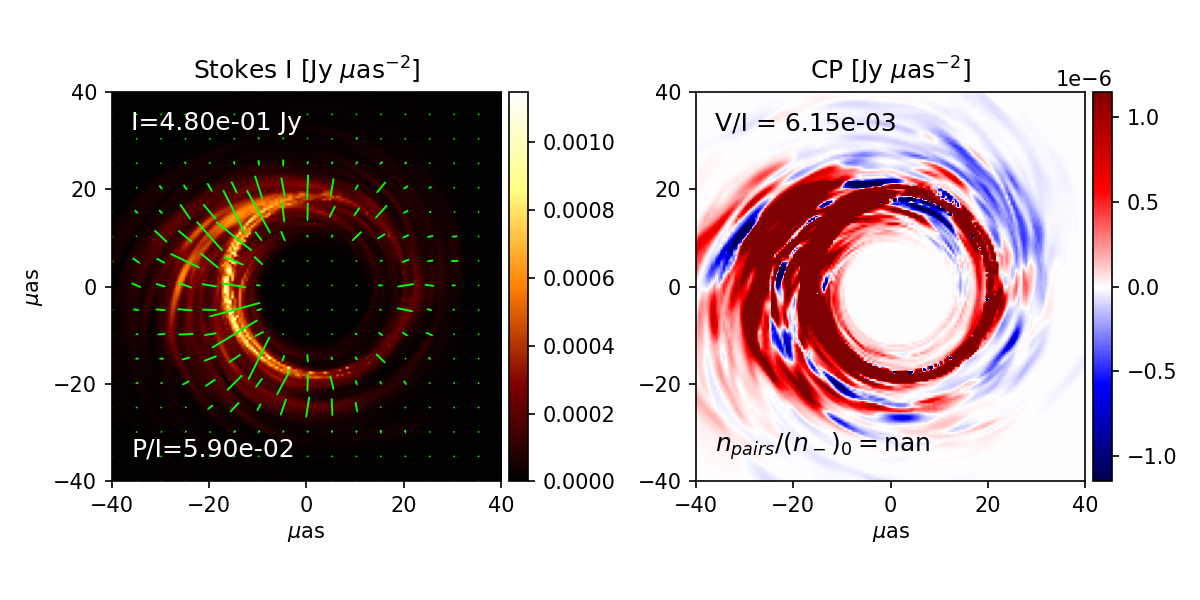 Stokes I [Jy μas⁻²]
I=4.80e-01 Jy
P/I=5.90e-02
40
20
0
−20
−40
μas
−40 −20 0 20 40
μas
0.0010
0.0008
0.0006
0.0004
0.0002
0.0000
CP [Jy μas⁻²]
1e−6
V/I = 6.15e-03
n_{pairs}/(n_−)_0 = nan
40
20
0
−20
−40
−40 −20 0 20 40
μas
1.0
0.5
0.0
−0.5
−1.0